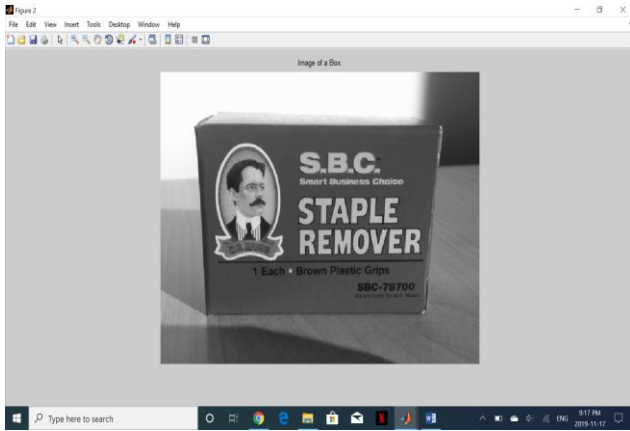 Figure 2
File Edit View Insert Tools Desktop Window Help
Image of a Box
S.B.C.
Smart Business Choice
STAPLE
REMOVER
1 Each • Brown Plastic Grips
SBC-78700
Type here to search
ENG
9:17 PM
2019-11-17